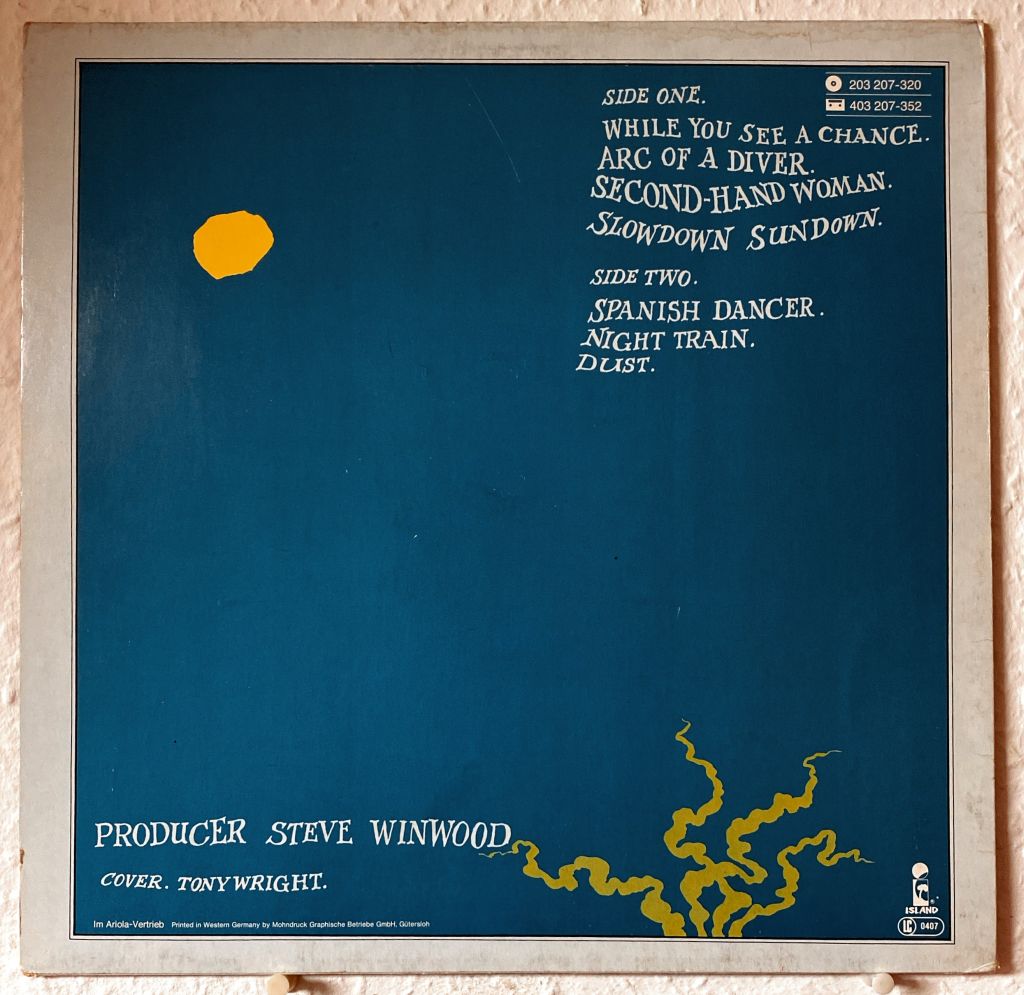 203 207-320
403 207-352
SIDE ONE.
WHILE YOU SEE A CHANCE.
ARC OF A DIVER.
SECOND-HAND WOMAN.
SLOWDOWN SUNDOWN.
SIDE TWO.
SPANISH DANCER.
NIGHT TRAIN.
DUST.
PRODUCER STEVE WINWOOD
COVER. TONY WRIGHT.
Im Ariola-Vertrieb Printed in Western Germany by Mohndruck Graphische Betriebe GmbH, Gütersloh
ISLAND
LC 0407